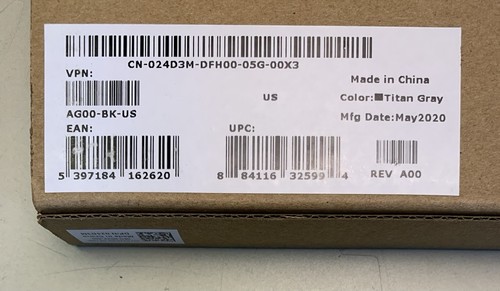 CN-024D3M-DFH00-05G-00X3
VPN:
Made in China
US
Color: Titan Gray
AG00-BK-US
Mfg Date:May2020
EAN:
UPC:
5 397184 162620
8 84116 32599 4
REV A00